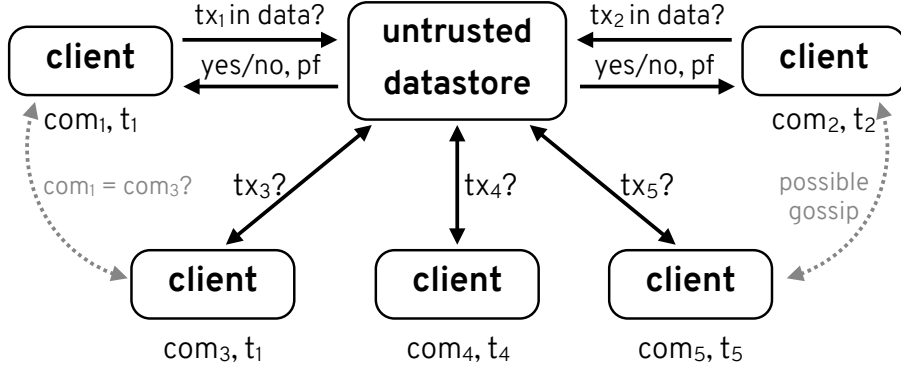 tx₁ in data?
tx₂ in data?
client
untrusted
datastore
client
yes/no, pf
yes/no, pf
com₁, t₁
com₂, t₂
com₁ = com₃?
tx₃?
tx₄?
tx₅?
possible
gossip
client
client
client
com₃, t₁
com₄, t₄
com₅, t₅